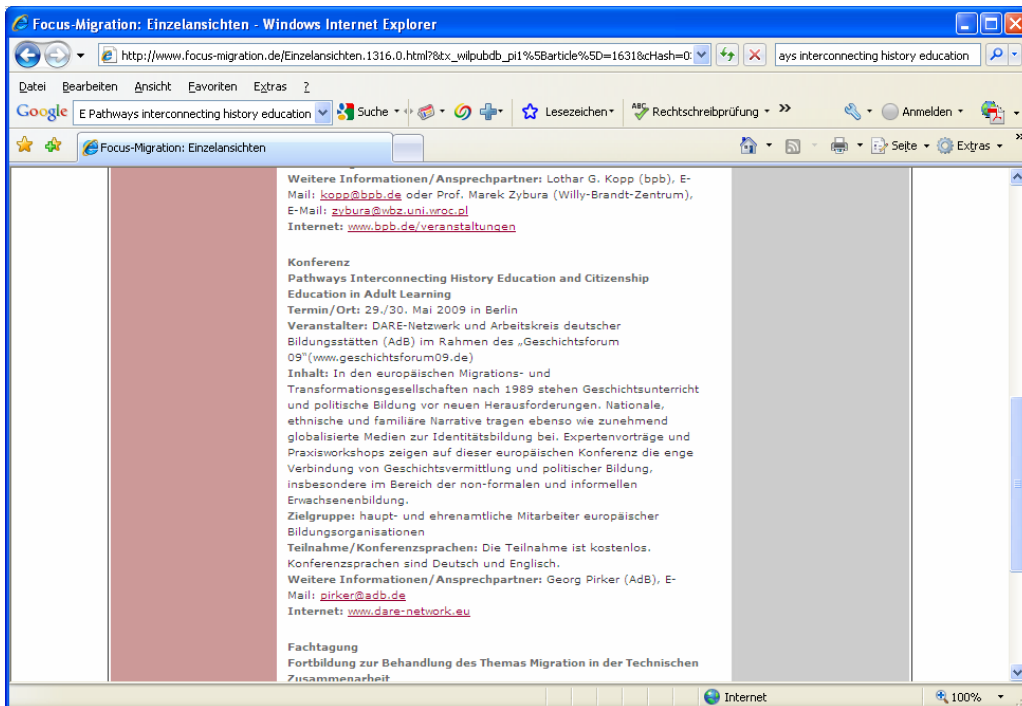 Focus-Migration: Einzelansichten - Windows Internet Explorer
http://www.focus-migration.de/Einzelansichten.1316.0.html?&tx_wilpubdb_pi1%5Barticle%5D=1631&cHash=0:
ays interconnecting history education
Datei Bearbeiten Ansicht Favoriten Extras ?
Google E Pathways interconnecting history education Suche Lesezeichen ABC Rechtschreibprüfung » Anmelden
Focus-Migration: Einzelansichten Seite Extras »
Weitere Informationen/Ansprechpartner: Lothar G. Kopp (bpb), E-
Mail: kopp@bpb.de oder Prof. Marek Zybura (Willy-Brandt-Zentrum),
E-Mail: zybura@wbz.uni.wroc.pl
Internet: www.bpb.de/veranstaltungen
Konferenz
Pathways Interconnecting History Education and Citizenship
Education in Adult Learning
Termin/Ort: 29./30. Mai 2009 in Berlin
Veranstalter: DARE-Netzwerk und Arbeitskreis deutscher
Bildungsstätten (AdB) im Rahmen des „Geschichtsforum
09"(www.geschichtsforum09.de)
Inhalt: In den europäischen Migrations- und
Transformationsgesellschaften nach 1989 stehen Geschichtsunterricht
und politische Bildung vor neuen Herausforderungen. Nationale,
ethnische und familiäre Narrative tragen ebenso wie zunehmend
globalisierte Medien zur Identitätsbildung bei. Expertenvorträge und
Praxisworkshops zeigen auf dieser europäischen Konferenz die enge
Verbindung von Geschichtsvermittlung und politischer Bildung,
insbesondere im Bereich der non-formalen und informellen
Erwachsenenbildung.
Zielgruppe: haupt- und ehrenamtliche Mitarbeiter europäischer
Bildungsorganisationen
Teilnahme/Konferenzsprachen: Die Teilnahme ist kostenlos.
Konferenzsprachen sind Deutsch und Englisch.
Weitere Informationen/Ansprechpartner: Georg Pirker (AdB), E-
Mail: pirker@adb.de
Internet: www.dare-network.eu
Fachtagung
Fortbildung zur Behandlung des Themas Migration in der Technischen
Zusammenarbeit
Internet 100%